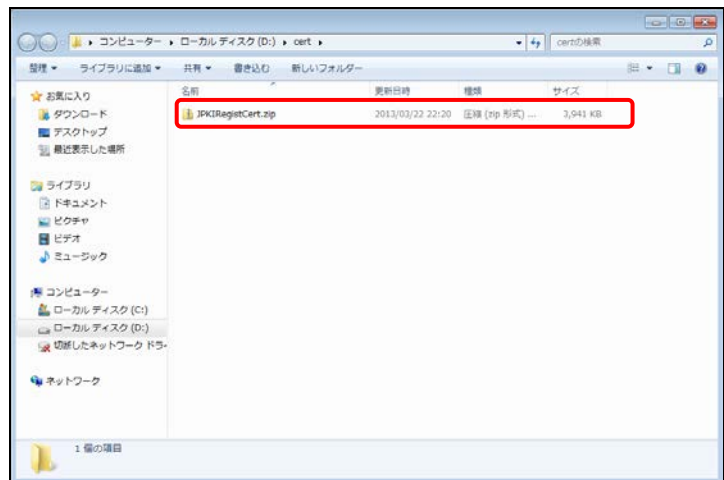 コンピューター ▸ ローカル ディスク (D:) ▸ cert ▸
certの検索
整理 ▼ ライブラリに追加 ▼ 共有 ▼ 書き込む 新しいフォルダー
名前 更新日時 種類 サイズ
JPKIRegistCert.zip 2013/03/22 22:20 圧縮 (zip 形式) ... 3,941 KB
お気に入り
ダウンロード
デスクトップ
最近表示した場所
ライブラリ
ドキュメント
ピクチャ
ビデオ
ミュージック
コンピューター
ローカル ディスク (C:)
ローカル ディスク (D:)
切断したネットワーク ドラ
ネットワーク
1 個の項目